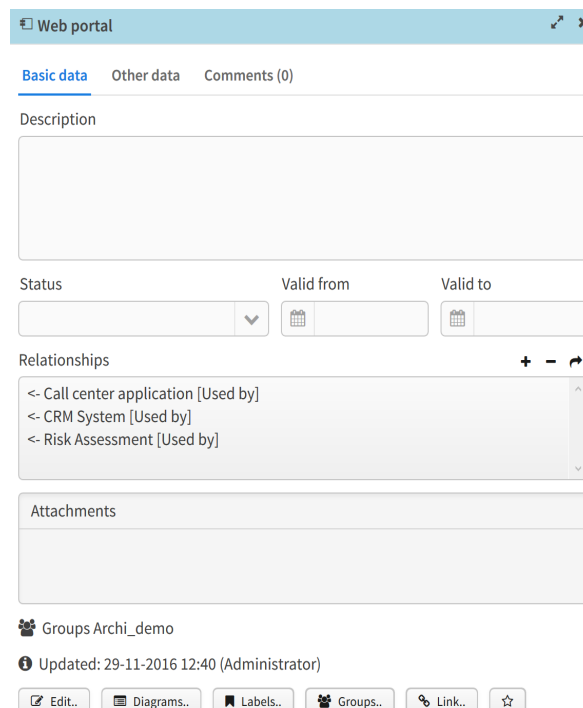 Web portal
Basic data Other data Comments (0)
Description
Status Valid from Valid to
Relationships
<- Call center application [Used by]
<- CRM System [Used by]
<- Risk Assessment [Used by]
Attachments
Groups Archi_demo
Updated: 29-11-2016 12:40 (Administrator)
Edit.. Diagrams.. Labels.. Groups.. Link..